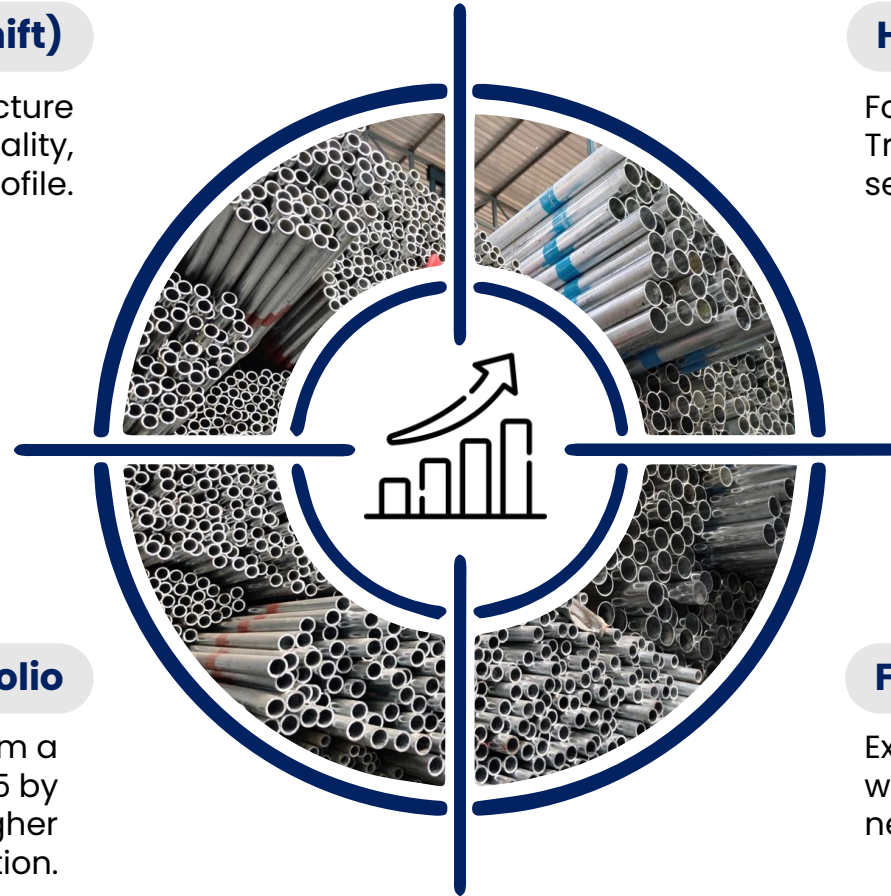 ift)
cture
ality,
ofile.
H
Fo
Tr
se
olio
m a
5 by
gher
tion.
F
Ex
w
ne